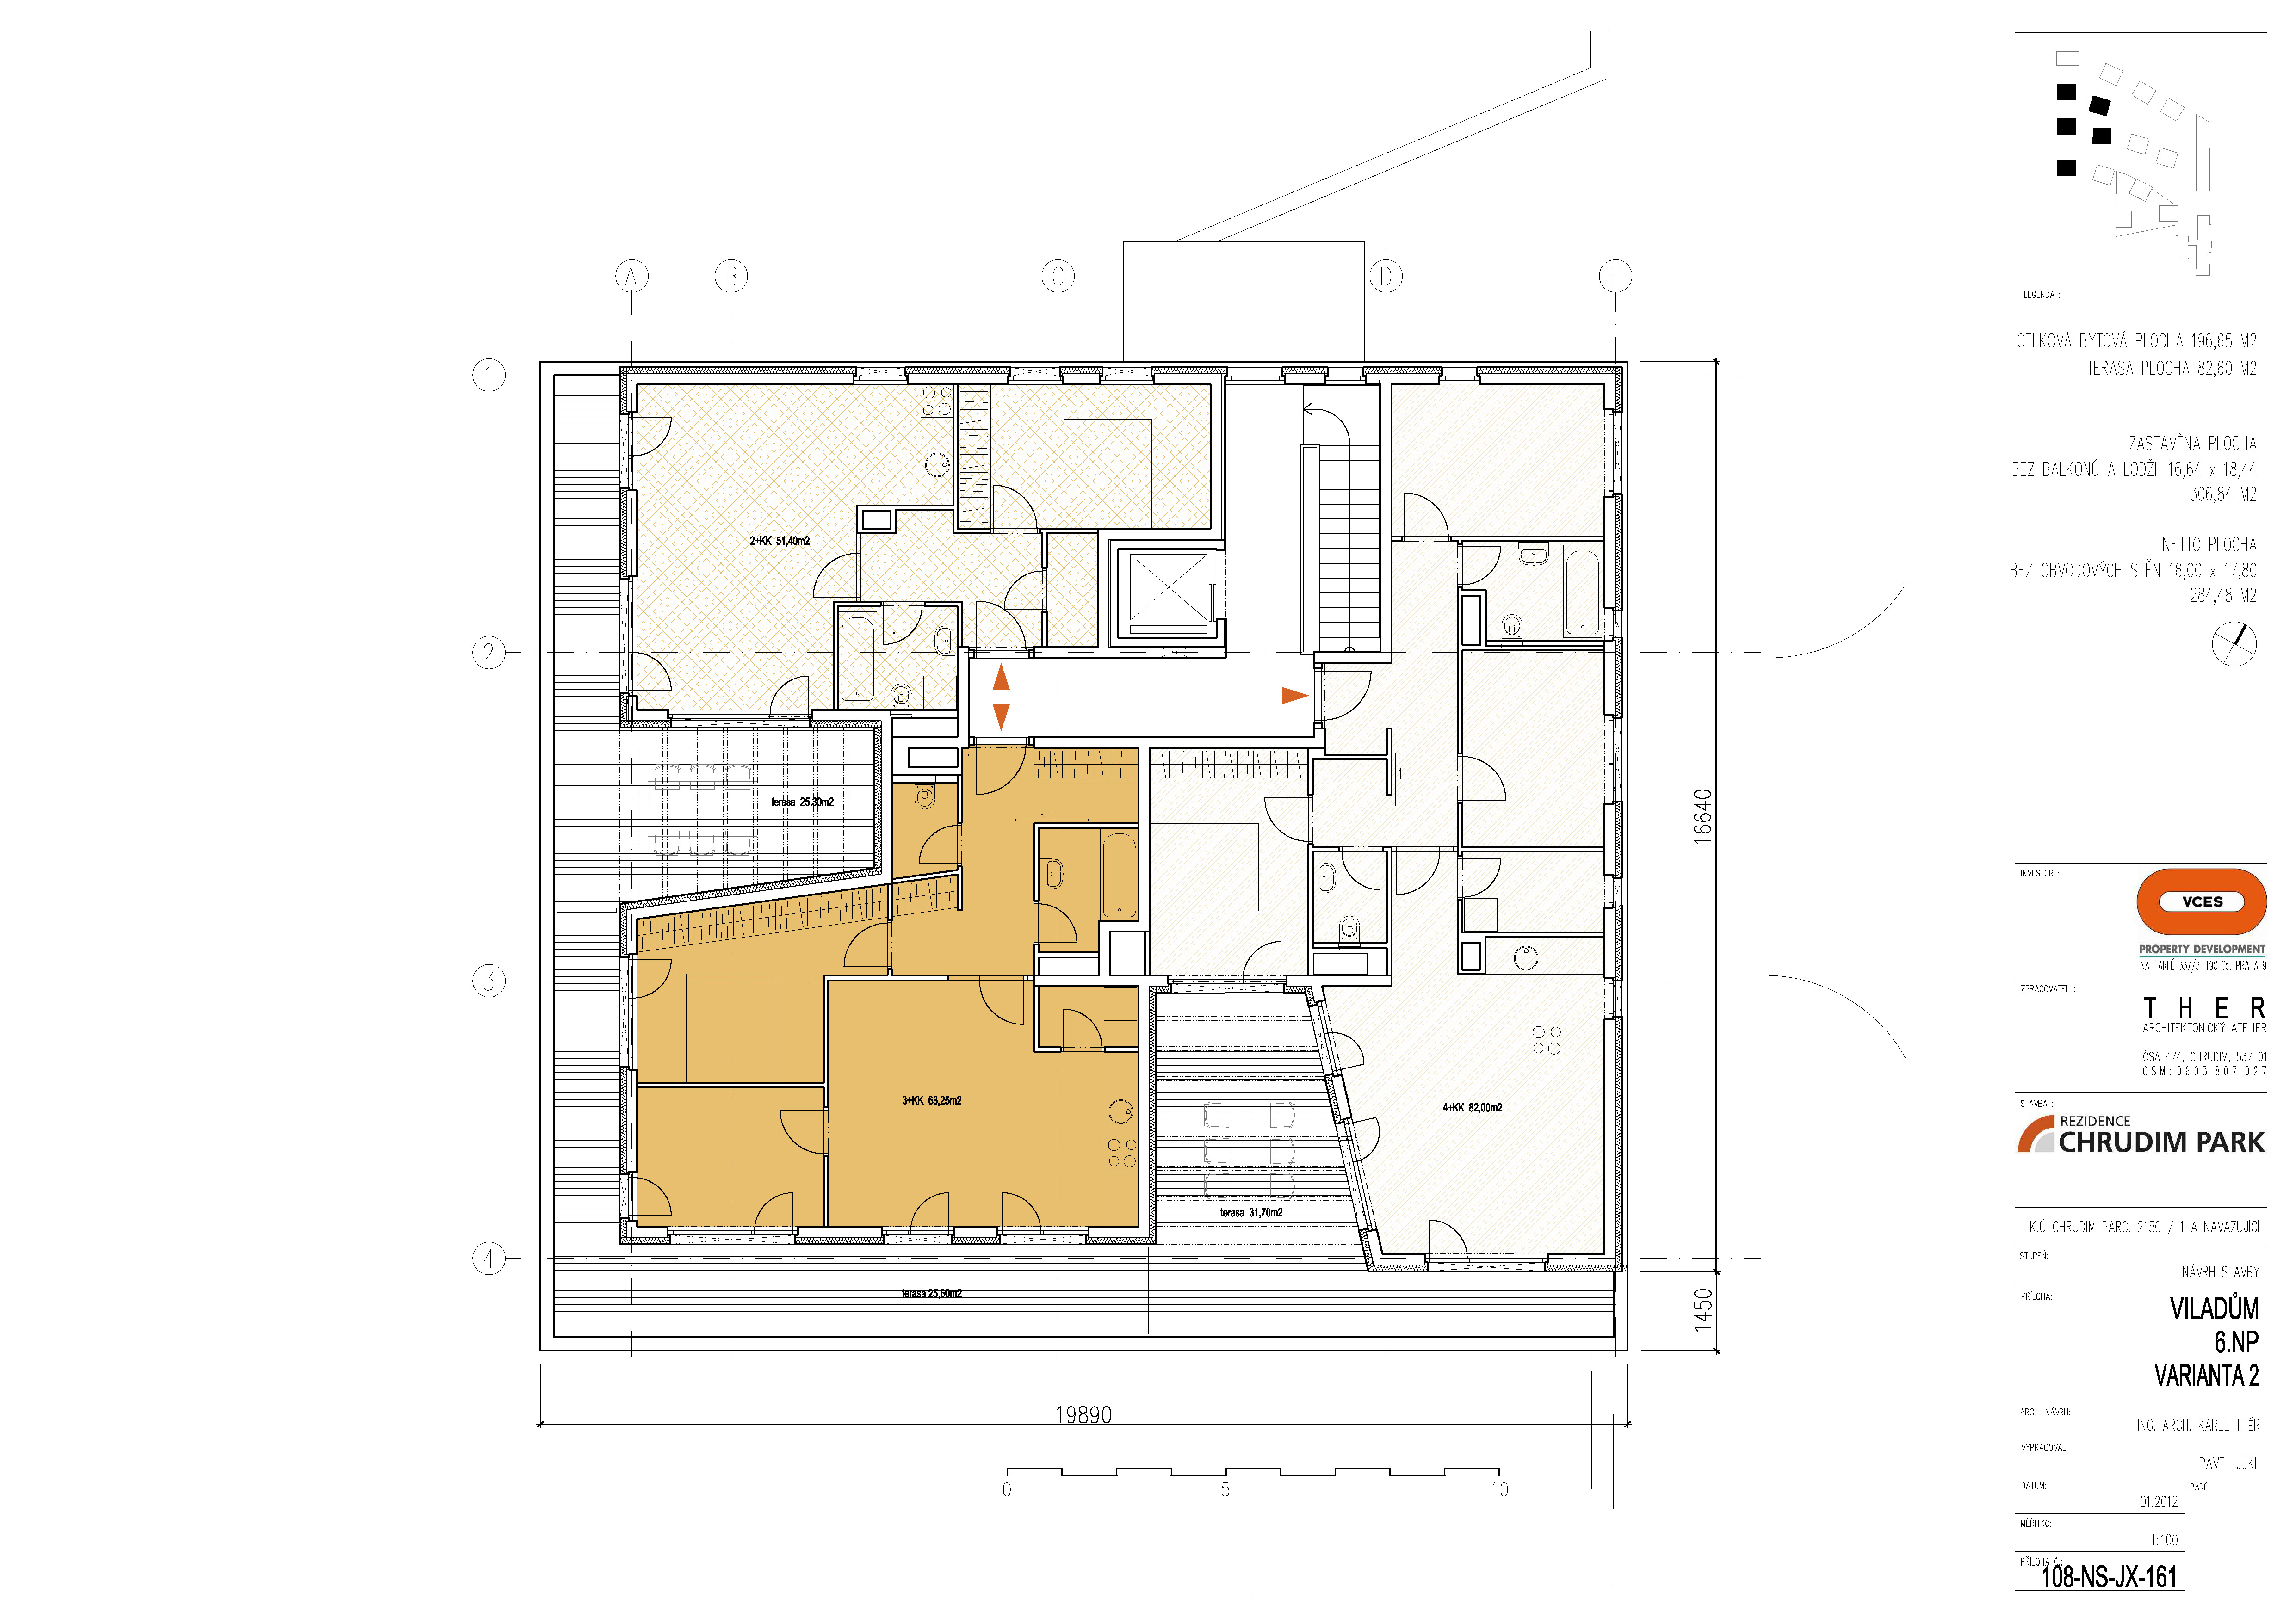 A
B
C
D
E
1
2
3
4
2+KK 51,40m2
terasa 25,30m2
3+KK 63,25m2
4+KK 82,00m2
terasa 31,70m2
terasa 25,60m2
16640
1450
19890
0
5
10
LEGENDA :
CELKOVÁ BYTOVÁ PLOCHA 196,65 M2
TERASA PLOCHA 82,60 M2
ZASTAVĚNÁ PLOCHA
BEZ BALKONŮ A LODŽII 16,64 x 18,44
306,84 M2
NETTO PLOCHA
BEZ OBVODOVÝCH STĚN 16,00 x 17,80
284,48 M2
INVESTOR :
VCES
PROPERTY DEVELOPMENT
NA HARFĚ 337/3, 190 05, PRAHA 9
ZPRACOVATEL :
T H E R
ARCHITEKTONICKÝ ATELIER
ČSA 474, CHRUDIM, 537 01
GSM:0603 807 027
STAVBA :
REZIDENCE
CHRUDIM PARK
K.Ú CHRUDIM PARC. 2150 / 1 A NAVAZUJÍCÍ
STUPEŇ:
NÁVRH STAVBY
PŘÍLOHA:
VILADŮM
6.NP
VARIANTA 2
ARCH. NÁVRH:
ING. ARCH. KAREL THÉR
VYPRACOVAL:
PAVEL JUKL
DATUM:
PARÉ:
01.2012
MĚŘÍTKO:
1:100
PŘÍLOHA Č.:
108-NS-JX-161